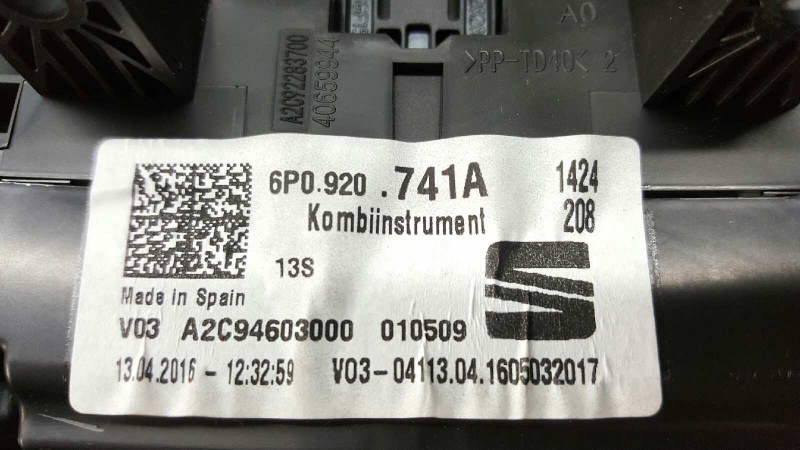 A0
>PP-TD40< 2
A2C92283700
40659944
6P0.920 .741A 1424
Kombiinstrument 208
13S
Made in Spain
V03 A2C94603000 010509
13.04.2016 - 12:32:59 V03-04113.04.1605032017